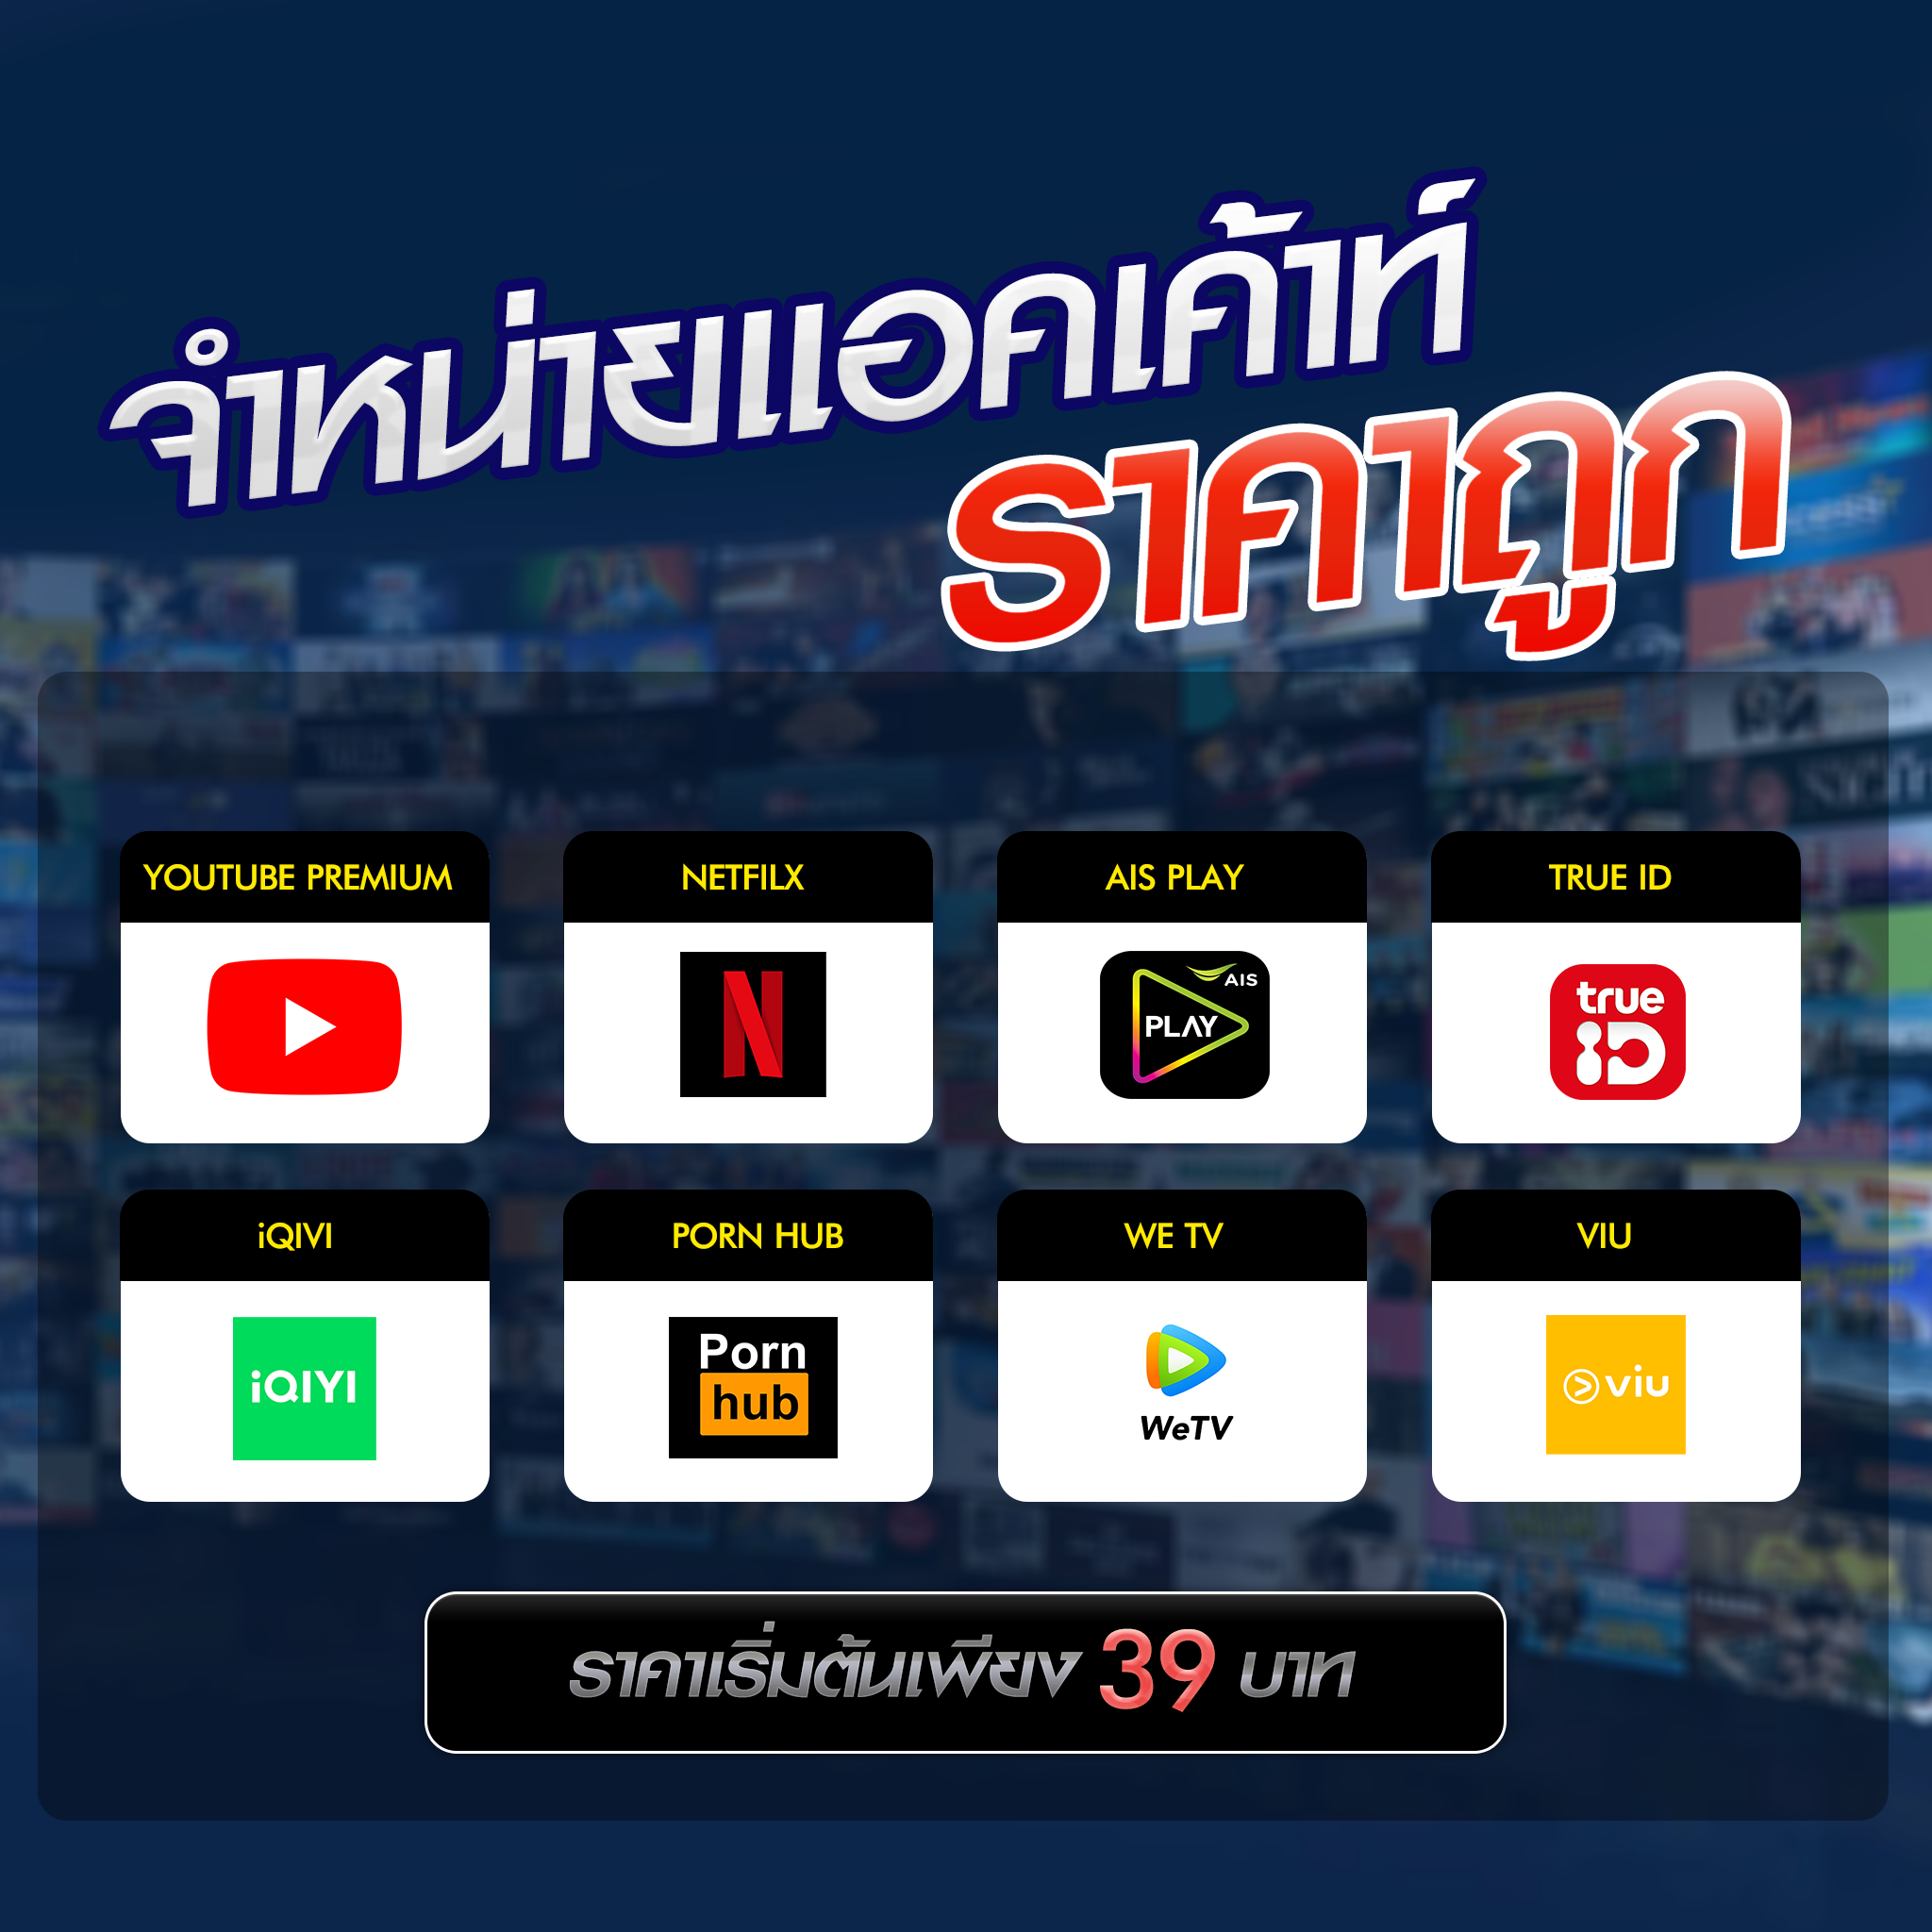 จำหน่ายแอคเค้าท์
ราคาถูก
YOUTUBE PREMIUM
NETFILX
AIS PLAY
TRUE ID
AIS
PLAY
true
iD
iQIVI
PORN HUB
WE TV
VIU
iQIYI
Porn
hub
WeTV
viu
ราคาเริ่มต้นเพียง 39 บาท